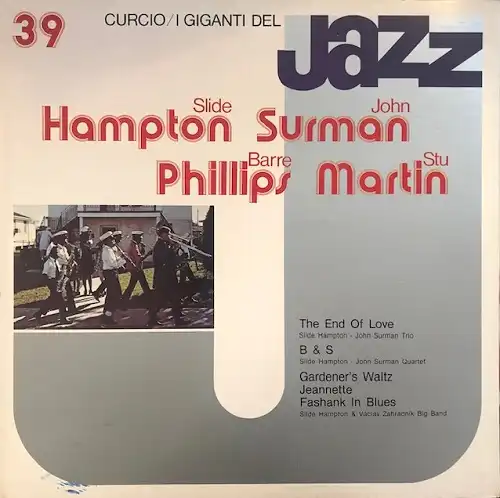 39
CURCIO/I GIGANTI DEL
Jazz
Slide Hampton John Surman
Barre Phillips Stu Martin
The End Of Love
Slide Hampton - John Surman Trio
B & S
Slide Hampton - John Surman Quartet
Gardener's Waltz
Jeannette
Fashank In Blues
Slide Hampton & Vaclas Zahradnik Big Band